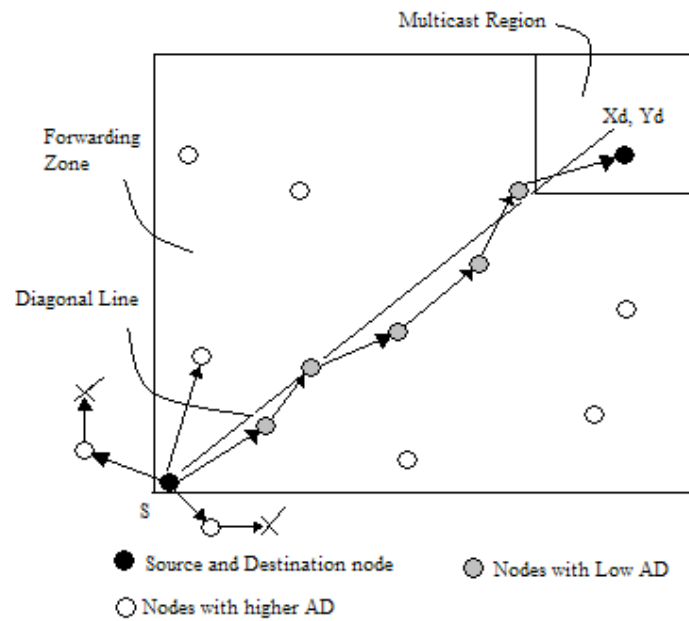 Multicast Region
Xd, Yd
Forwarding
Zone
Diagonal Line
S
Source and Destination node
Nodes with Low AD
Nodes with higher AD